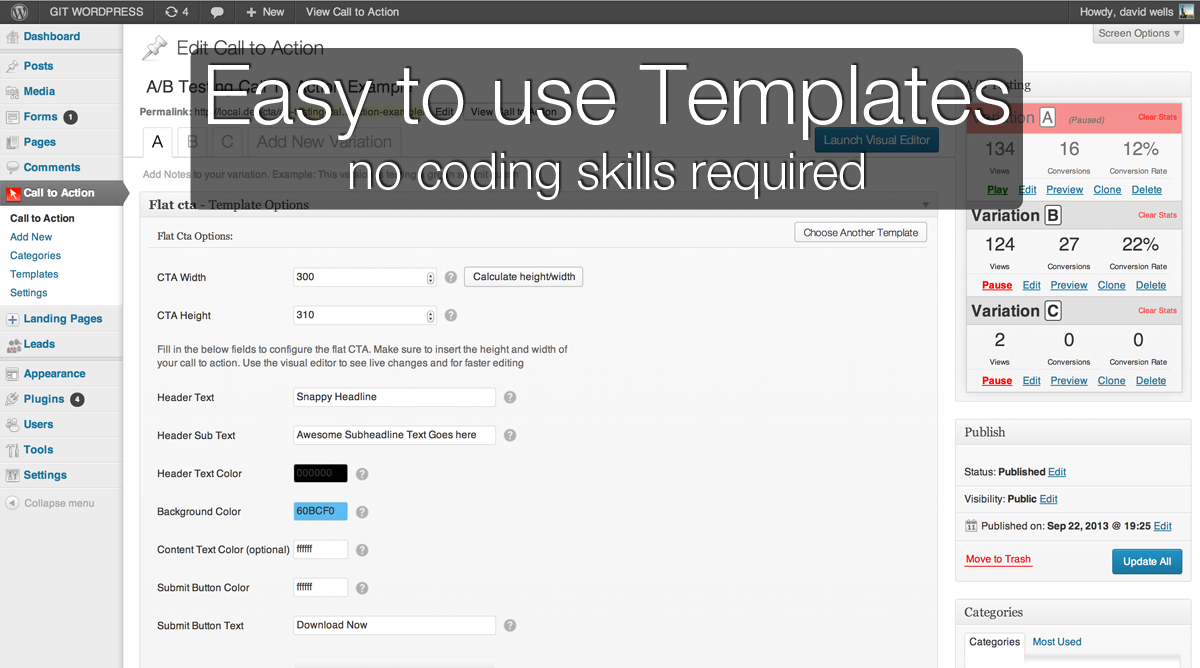 GIT WORDPRESS 4 New View Call to Action Howdy, david wells
Screen Options
Dashboard
Posts
Media
Forms 1
Pages
Comments
Call to Action
Call to Action
Add New
Categories
Templates
Settings
Landing Pages
Leads
Appearance
Plugins 4
Users
Tools
Settings
Collapse menu
Edit Call to Action
Easy to use Templates
no coding skills required
A/B Testing Call To Action Example
Permalink: Edit View Call to Action
A B C Add New Variation
Launch Visual Editor
Add Notes to your variation. Example: This version is testing a green submit button
Flat cta - Template Options
Flat Cta Options:
Choose Another Template
CTA Width 300 ? Calculate height/width
CTA Height 310 ?
Fill in the below fields to configure the flat CTA. Make sure to insert the height and width of
your call to action. Use the visual editor to see live changes and for faster editing
Header Text Snappy Headline ?
Header Sub Text Awesome Subheadline Text Goes here ?
Header Text Color 000000 ?
Background Color 60BCF0 ?
Content Text Color (optional) ffffff ?
Submit Button Color ffffff ?
Submit Button Text Download Now ?
A/B Testing
Variation A (Paused) Clear Stats
134 16 12%
Views Conversions Conversion Rate
Play Edit Preview Clone Delete
Variation B Clear Stats
124 27 22%
Views Conversions Conversion Rate
Pause Edit Preview Clone Delete
Variation C Clear Stats
2 0 0
Views Conversions Conversion Rate
Pause Edit Preview Clone Delete
Publish
Status: Published Edit
Visibility: Public Edit
11 Published on: Sep 22, 2013 @ 19:25 Edit
Move to Trash Update All
Categories
Categories Most Used